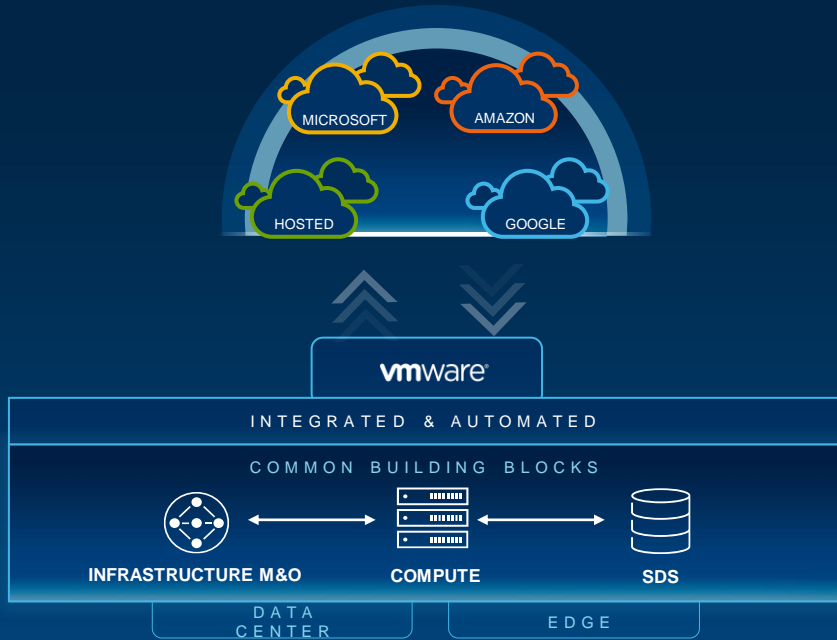 MICROSOFT
AMAZON
HOSTED
GOOGLE
vmware®
INTEGRATED & AUTOMATED
COMMON BUILDING BLOCKS
INFRASTRUCTURE M&O
COMPUTE
SDS
DATA
CENTER
EDGE